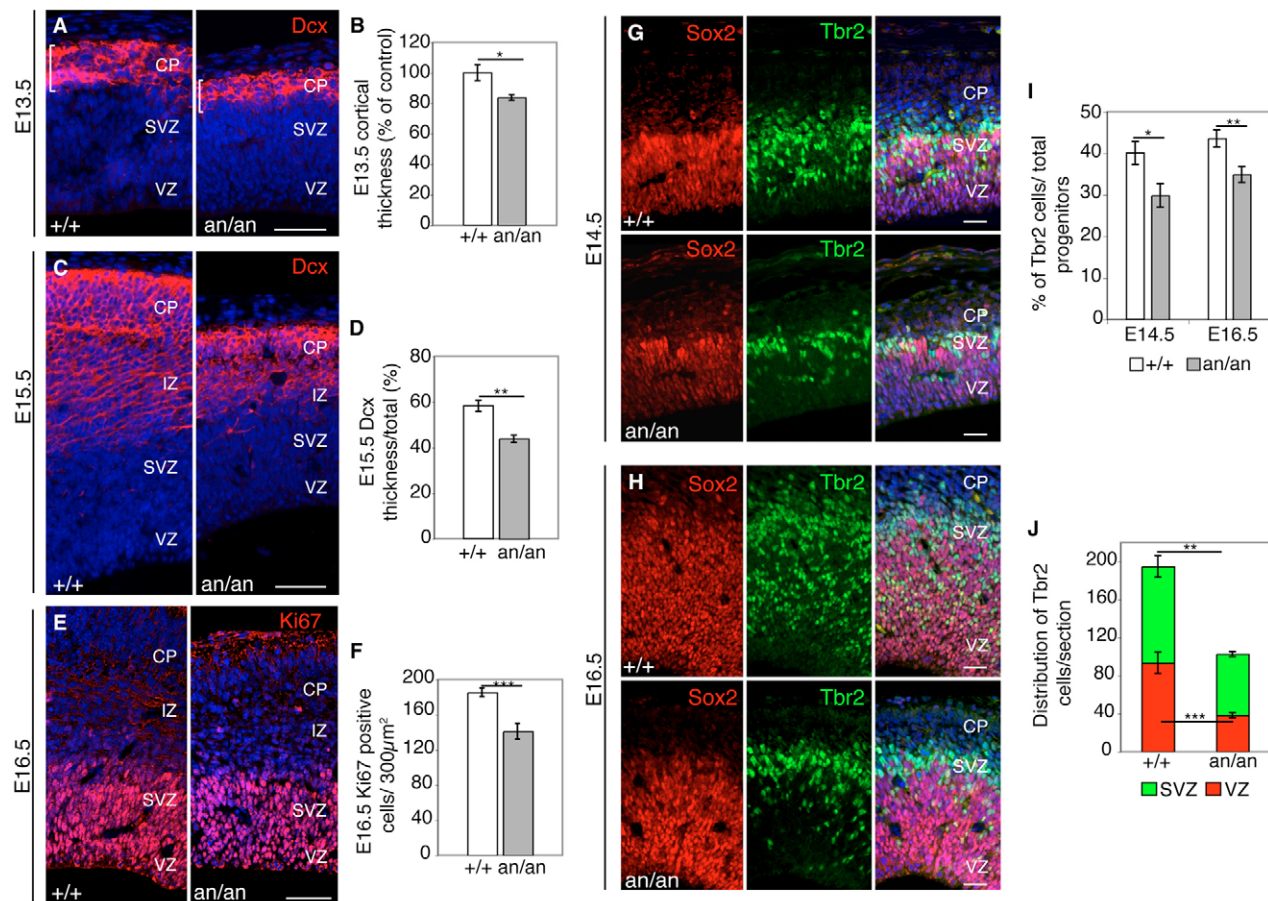 A
Dcx
CP
SVZ
VZ
+/+
CP
SVZ
VZ
an/an
E13.5
B
E13.5 cortical
thickness (% of control)
120
100
80
60
40
20
0
*
+/+ an/an
C
Dcx
CP
IZ
SVZ
VZ
+/+
CP
IZ
SVZ
VZ
an/an
E15.5
D
E15.5 Dcx
thickness/total (%)
80
60
40
20
0
**
+/+ an/an
E
Ki67
CP
IZ
SVZ
VZ
+/+
CP
IZ
SVZ
VZ
an/an
E16.5
F
E16.5 Ki67 positive
cells/ 300µm²
200
160
120
80
40
0
***
+/+ an/an
G
Sox2
Tbr2
CP
SVZ
VZ
+/+
Sox2
Tbr2
CP
SVZ
VZ
an/an
E14.5
H
Sox2
Tbr2
CP
SVZ
VZ
+/+
Sox2
Tbr2
CP
SVZ
VZ
an/an
E16.5
I
% of Tbr2 cells/ total
progenitors
50
40
30
20
10
0
*
**
E14.5
E16.5
+/+
an/an
J
Distribution of Tbr2
cells/section
200
160
120
80
40
0
**
***
+/+
an/an
SVZ
VZ